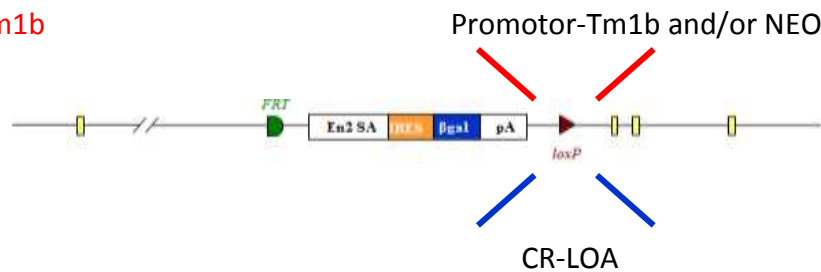 m1b
Promotor-Tm1b and/or NEO
FRT
En2 SA IRES βgal pA
loxP
CR-LOA